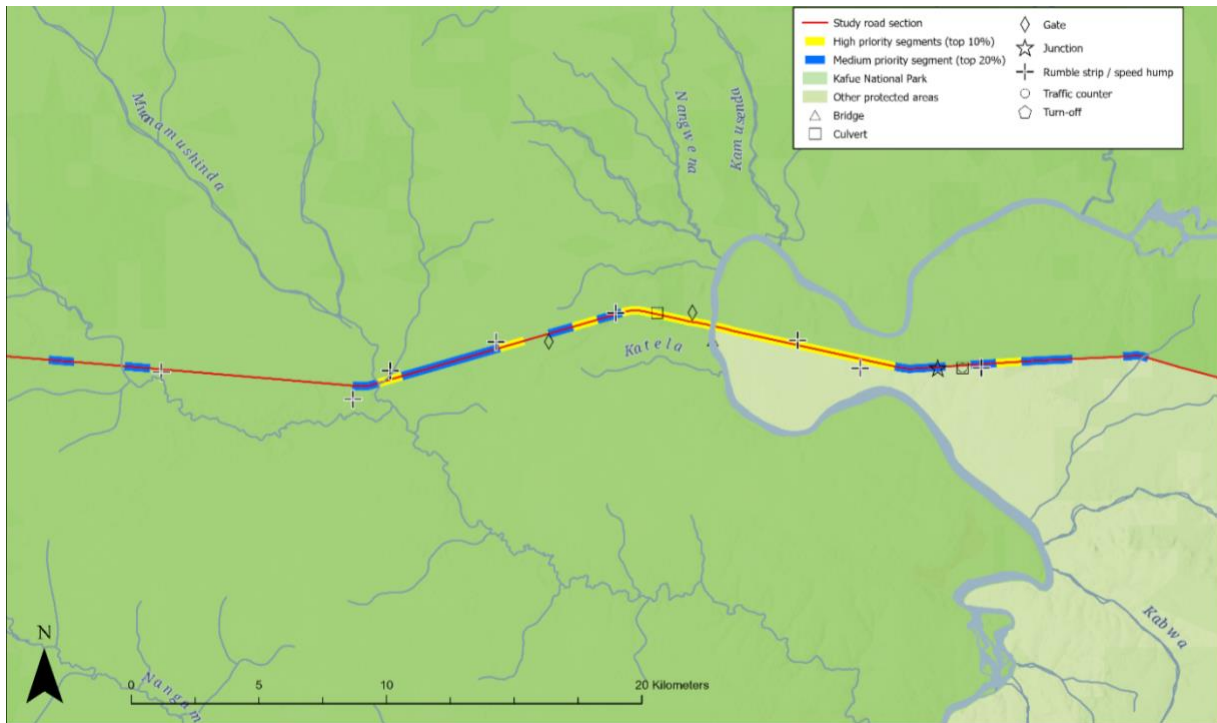 Study road section
High priority segments (top 10%)
Medium priority segment (top 20%)
Kafue National Park
Other protected areas
Bridge
Culvert
Gate
Junction
Rumble strip / speed hump
Traffic counter
Turn-off
Nangwena
Kamusenda
Katela
Kabwa
N
Nangam
0 5 10 20 Kilometers